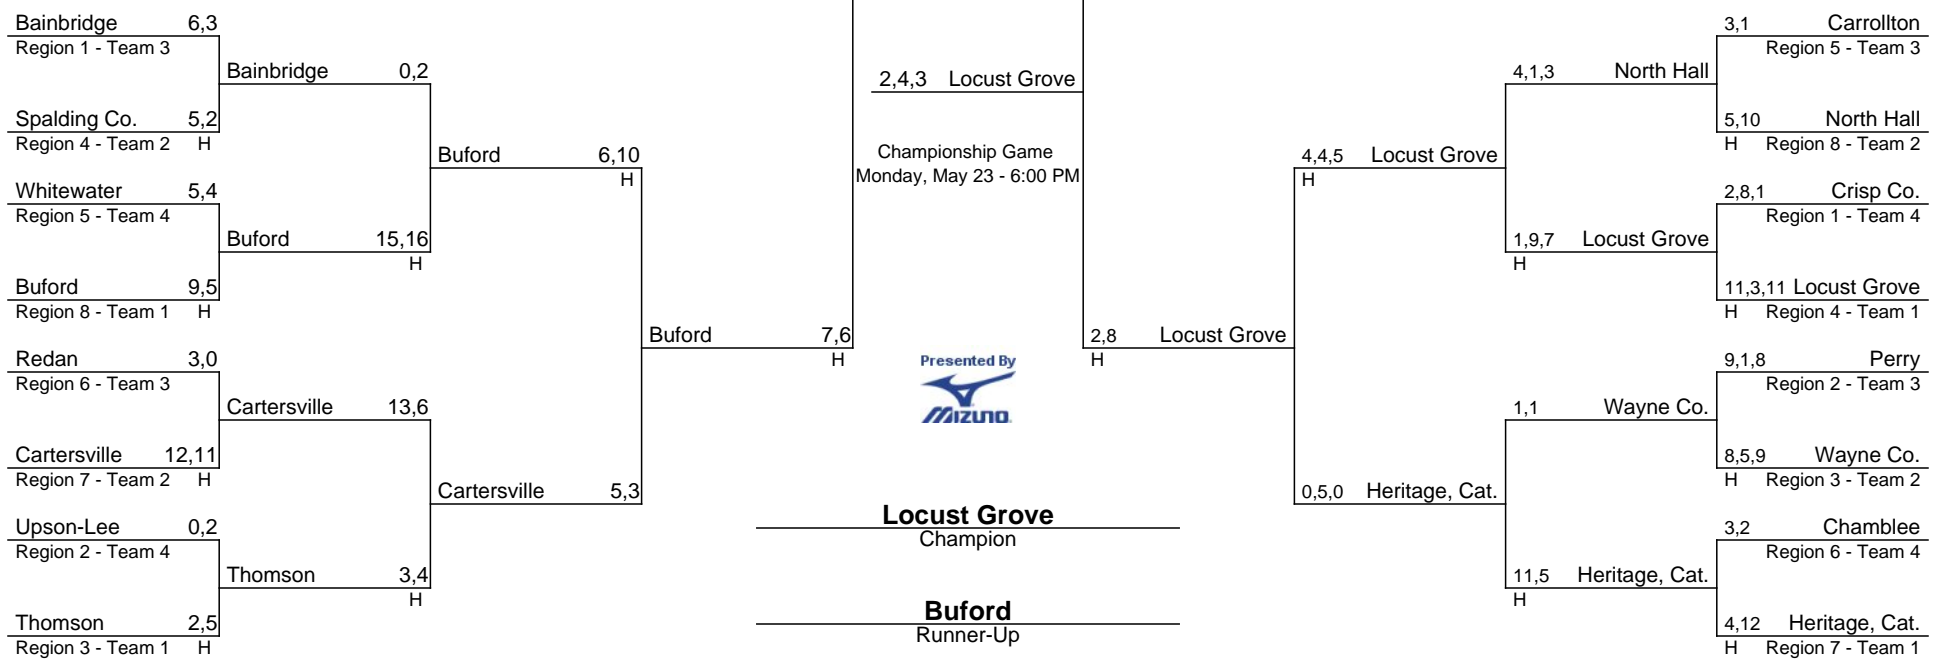 Bainbridge 6,3
Region 1 - Team 3
Bainbridge 0,2
Spalding Co. 5,2
Region 4 - Team 2 H
Buford 6,10
H
Whitewater 5,4
Region 5 - Team 4
Buford 15,16
H
Buford 9,5
Region 8 - Team 1 H
Buford 7,6
H
Redan 3,0
Region 6 - Team 3
Cartersville 13,6
Cartersville 12,11
Region 7 - Team 2 H
Cartersville 5,3
Upson-Lee 0,2
Region 2 - Team 4
Thomson 3,4
H
Thomson 2,5
Region 3 - Team 1 H
2,4,3 Locust Grove
Championship Game
Monday, May 23 - 6:00 PM
Presented By
MIZUNO
Locust Grove
Champion
Buford
Runner-Up
3,1 Carrollton
Region 5 - Team 3
4,1,3 North Hall
5,10 North Hall
H Region 8 - Team 2
4,4,5 Locust Grove
H
2,8,1 Crisp Co.
Region 1 - Team 4
1,9,7 Locust Grove
H
11,3,11 Locust Grove
H Region 4 - Team 1
2,8 Locust Grove
H
9,1,8 Perry
Region 2 - Team 3
1,1 Wayne Co.
8,5,9 Wayne Co.
H Region 3 - Team 2
0,5,0 Heritage, Cat.
3,2 Chamblee
Region 6 - Team 4
11,5 Heritage, Cat.
H
4,12 Heritage, Cat.
H Region 7 - Team 1